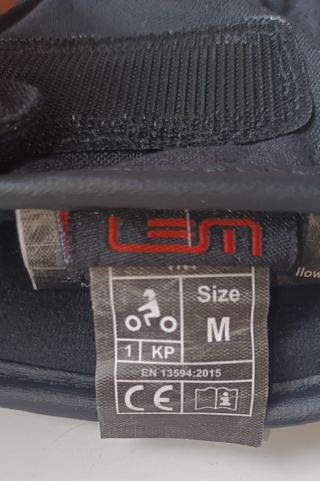 LEM
llow
Size
M
1 KP
EN 13594:2015
CE